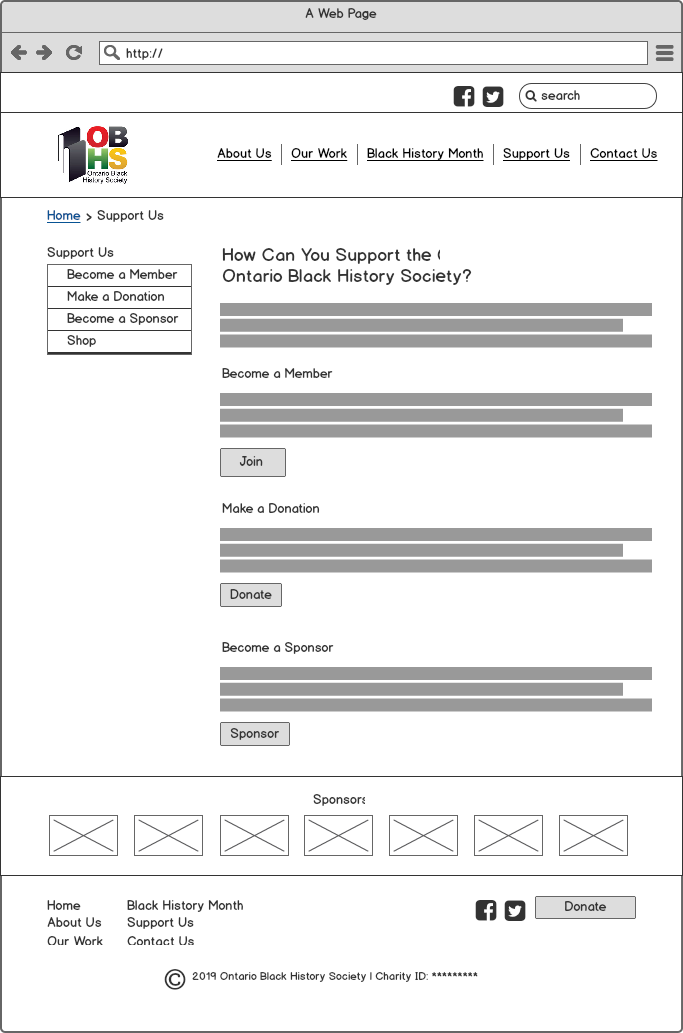 A Web Page
http://
search
OB
HS
Ontario Black
History Society
About Us
Our Work
Black History Month
Support Us
Contact Us
Home > Support Us
Support Us
Become a Member
Make a Donation
Become a Sponsor
Shop
How Can You Support the
Ontario Black History Society?
Become a Member
Join
Make a Donation
Donate
Become a Sponsor
Sponsor
Sponsors
Home
About Us
Our Work
Black History Month
Support Us
Contact Us
Donate
© 2019 Ontario Black History Society | Charity ID: *********